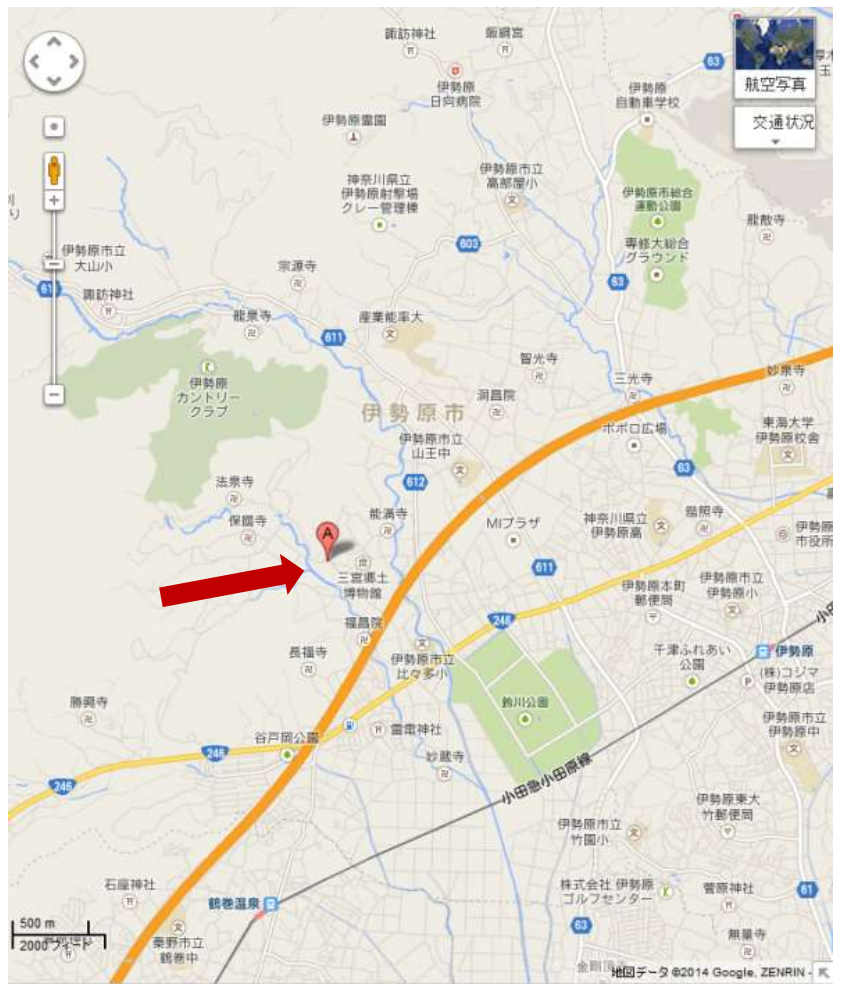 諏訪神社
飯綱宮
63
航空写真
交通状況
伊勢原
日向病院
伊勢原
自動車学校
伊勢原霊園
神奈川県立
伊勢原射撃場
クレー管理棟
伊勢原市立
高部屋小
伊勢原市総合
運動公園
龍散寺
603
専修大総合
グラウンド
伊勢原市立
大山小
宗源寺
63
諏訪神社
龍泉寺
611
産業能率大
智光寺
三光寺
妙泉寺
伊勢原
カントリー
クラブ
伊勢原市
洞昌院
伊勢原市立
山王中
ポポロ広場
東海大学
伊勢原校舎
63
612
法泉寺
保國寺
能満寺
A
MIプラザ
神奈川県立
伊勢原高
伊勢原
市役所
三宮郷土
博物館
611
伊勢原本町
郵便局
伊勢原市立
伊勢原小
福昌院
246
長福寺
伊勢原市立
比々多小
千津ふれあい
公園
伊勢原
(株)コジマ
伊勢原店
勝興寺
鈴川公園
伊勢原市立
伊勢原中
谷戸岡公園
雷電神社
246
妙蔵寺
246
小田急小田原線
伊勢原東大
竹郵便局
伊勢原市立
竹園小
石座神社
鶴巻温泉
株式会社 伊勢原
ゴルフセンター
菅原神社
61
500 m
2000 フィート
秦野市立
鶴巻中
63
無量寺
地図データ ©2014 Google, ZENRIN -